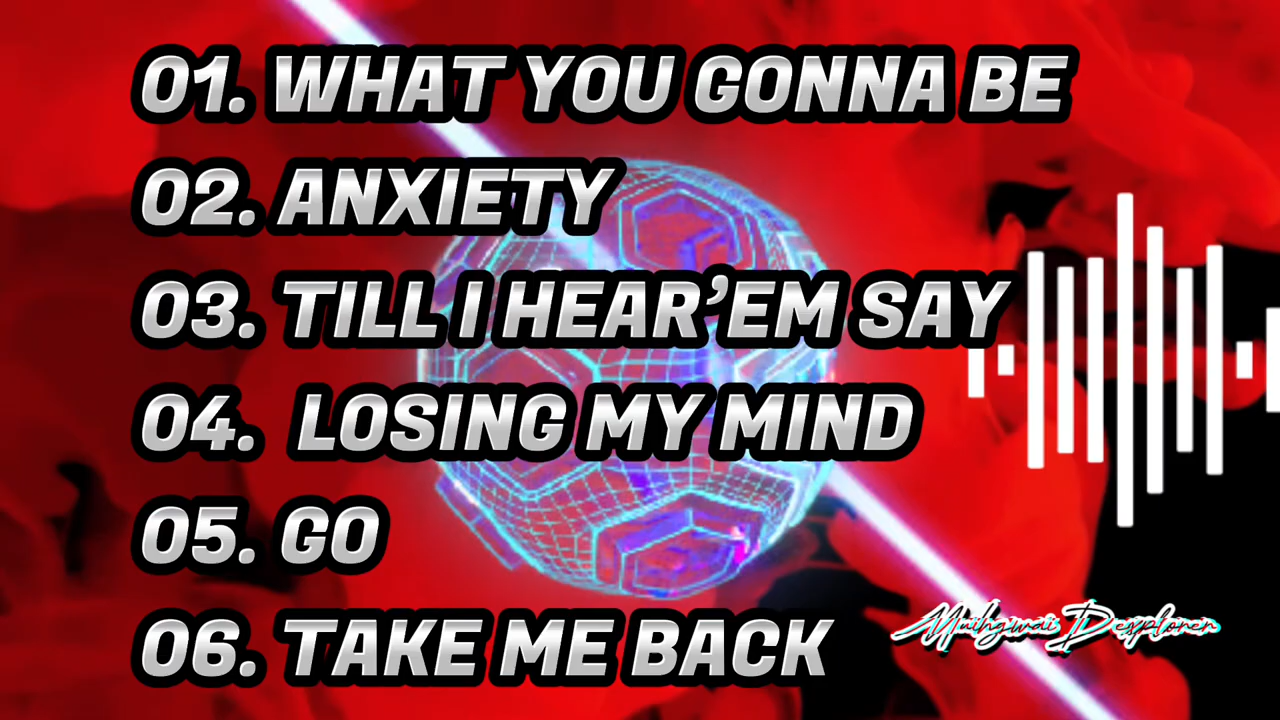 01. WHAT YOU GONNA BE
02. ANXIETY
03. TILL I HEAR’EM SAY
04. LOSING MY MIND
05. GO
06. TAKE ME BACK